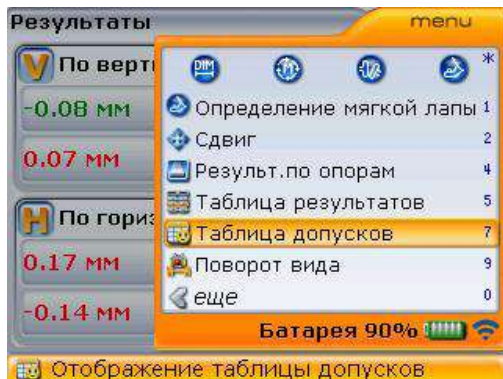 Результаты
menu
По верт
-0.08 мм
0.07 мм
По гориз
0.17 мм
-0.14 мм
DIM
*
Определение мягкой лапы 1
Сдвиг 2
Результ.по опорам 4
Таблица результатов 5
Таблица допусков 7
Поворот вида 9
еще 0
Батарея 90%
Отображение таблицы допусков